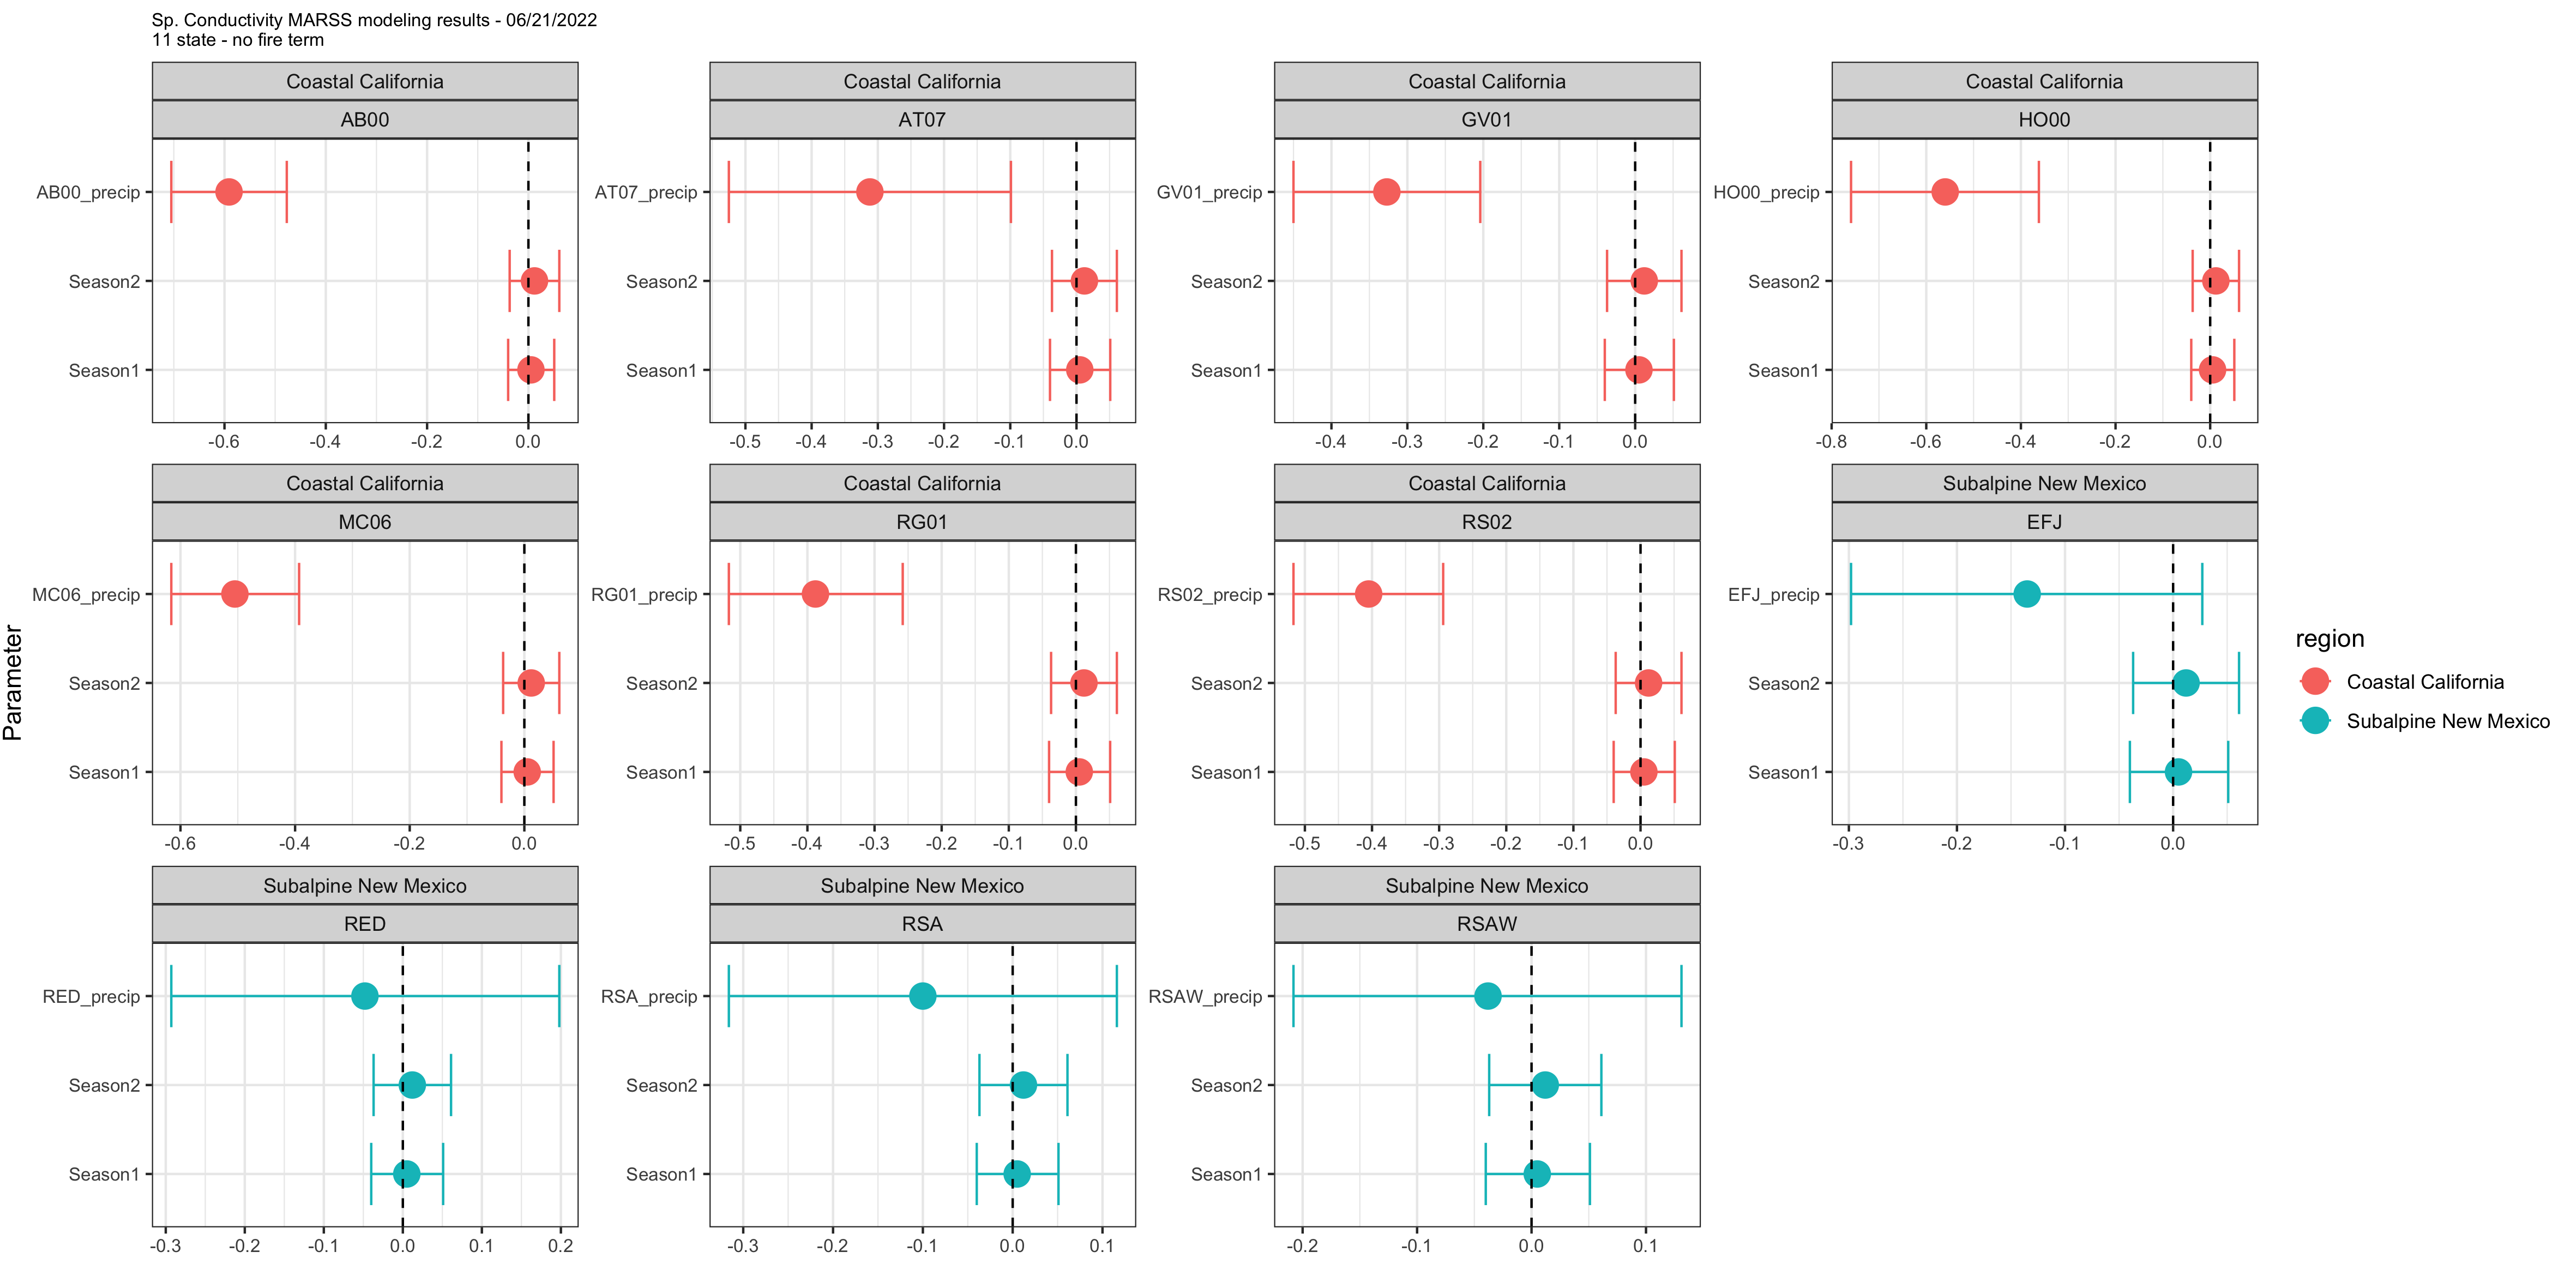 Sp. Conductivity MARSS modeling results - 06/21/2022
11 state - no fire term
Coastal California
AB00
AB00_precip
Season2
Season1
-0.6 -0.4 -0.2 0.0
Coastal California
AT07
AT07_precip
Season2
Season1
-0.5 -0.4 -0.3 -0.2 -0.1 0.0
Coastal California
GV01
GV01_precip
Season2
Season1
-0.4 -0.3 -0.2 -0.1 0.0
Coastal California
HO00
HO00_precip
Season2
Season1
-0.8 -0.6 -0.4 -0.2 0.0
Parameter
Coastal California
MC06
MC06_precip
Season2
Season1
-0.6 -0.4 -0.2 0.0
Coastal California
RG01
RG01_precip
Season2
Season1
-0.5 -0.4 -0.3 -0.2 -0.1 0.0
Coastal California
RS02
RS02_precip
Season2
Season1
-0.5 -0.4 -0.3 -0.2 -0.1 0.0
Subalpine New Mexico
EFJ
EFJ_precip
Season2
Season1
-0.3 -0.2 -0.1 0.0
region
Coastal California
Subalpine New Mexico
Subalpine New Mexico
RED
RED_precip
Season2
Season1
-0.3 -0.2 -0.1 0.0 0.1 0.2
Subalpine New Mexico
RSA
RSA_precip
Season2
Season1
-0.3 -0.2 -0.1 0.0 0.1
Subalpine New Mexico
RSAW
RSAW_precip
Season2
Season1
-0.2 -0.1 0.0 0.1